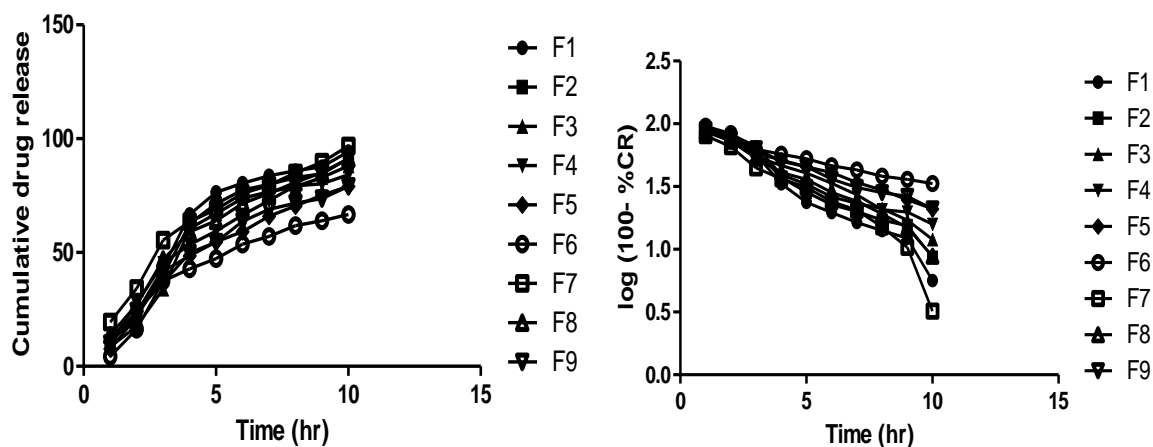 150
100
50
0
0
5
10
15
Cumulative drug release
Time (hr)
F1
F2
F3
F4
F5
F6
F7
F8
F9
2.5
2.0
1.5
1.0
0.5
0.0
0
5
10
15
log (100- %CR)
Time (hr)
F1
F2
F3
F4
F5
F6
F7
F8
F9